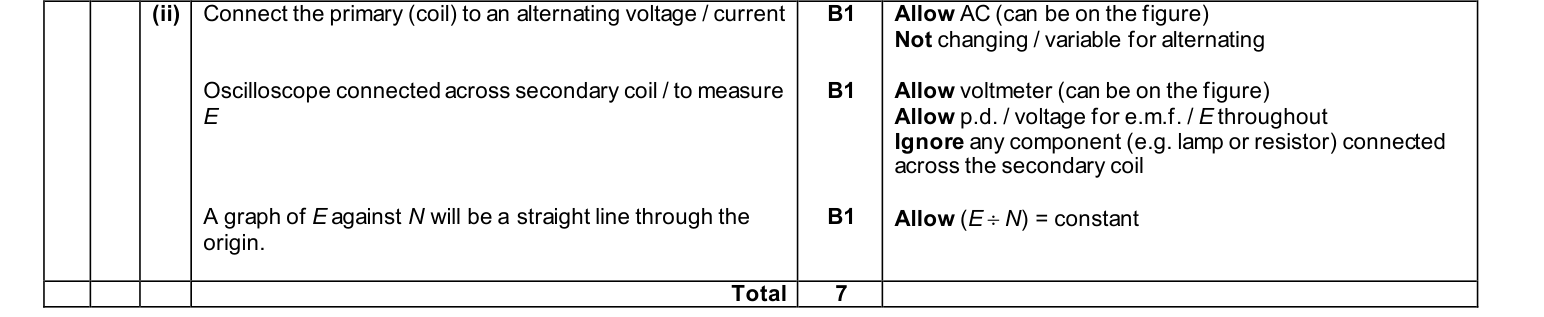 (ii) Connect the primary (coil) to an alternating voltage / current B1 Allow AC (can be on the figure)
Not changing / variable for alternating
Oscilloscope connected across secondary coil / to measure B1 Allow voltmeter (can be on the figure)
E Allow p.d. / voltage for e.m.f. / E throughout
Ignore any component (e.g. lamp or resistor) connected
across the secondary coil
A graph of E against N will be a straight line through the B1 Allow (E ÷ N) = constant
origin.
Total 7